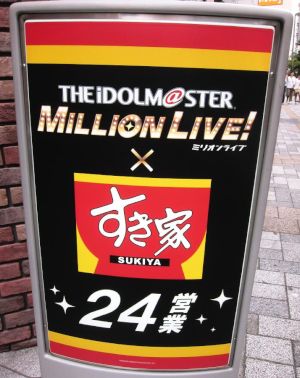 THE iDOLM@STER
MILLION LIVE!
ミリオンライブ
×
すき家
SUKIYA
24営業